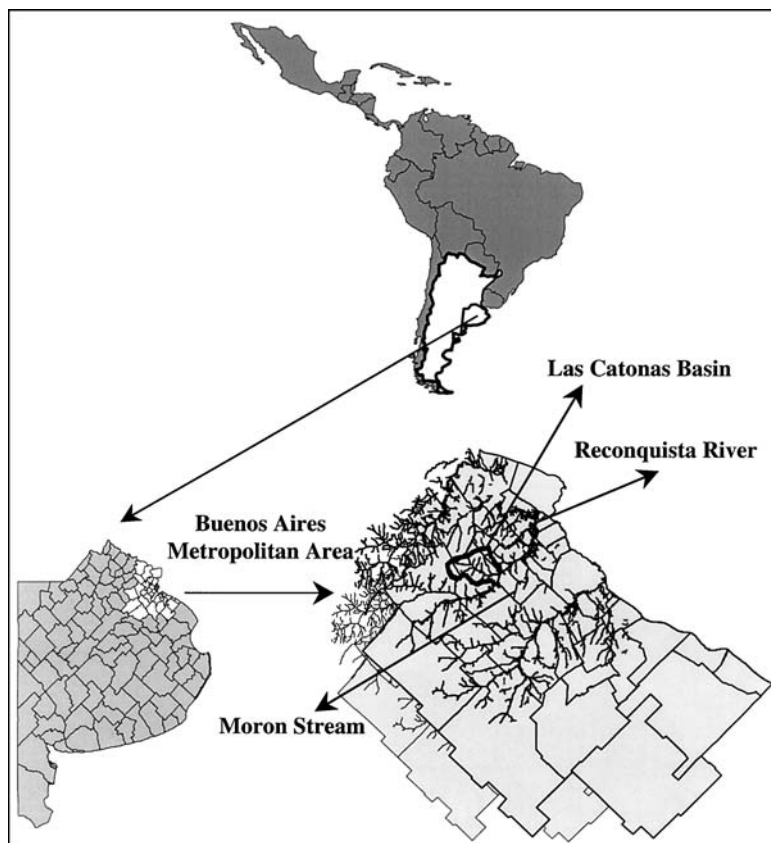 Las Catonas Basin
Reconquista River
Buenos Aires
Metropolitan Area
Moron Stream